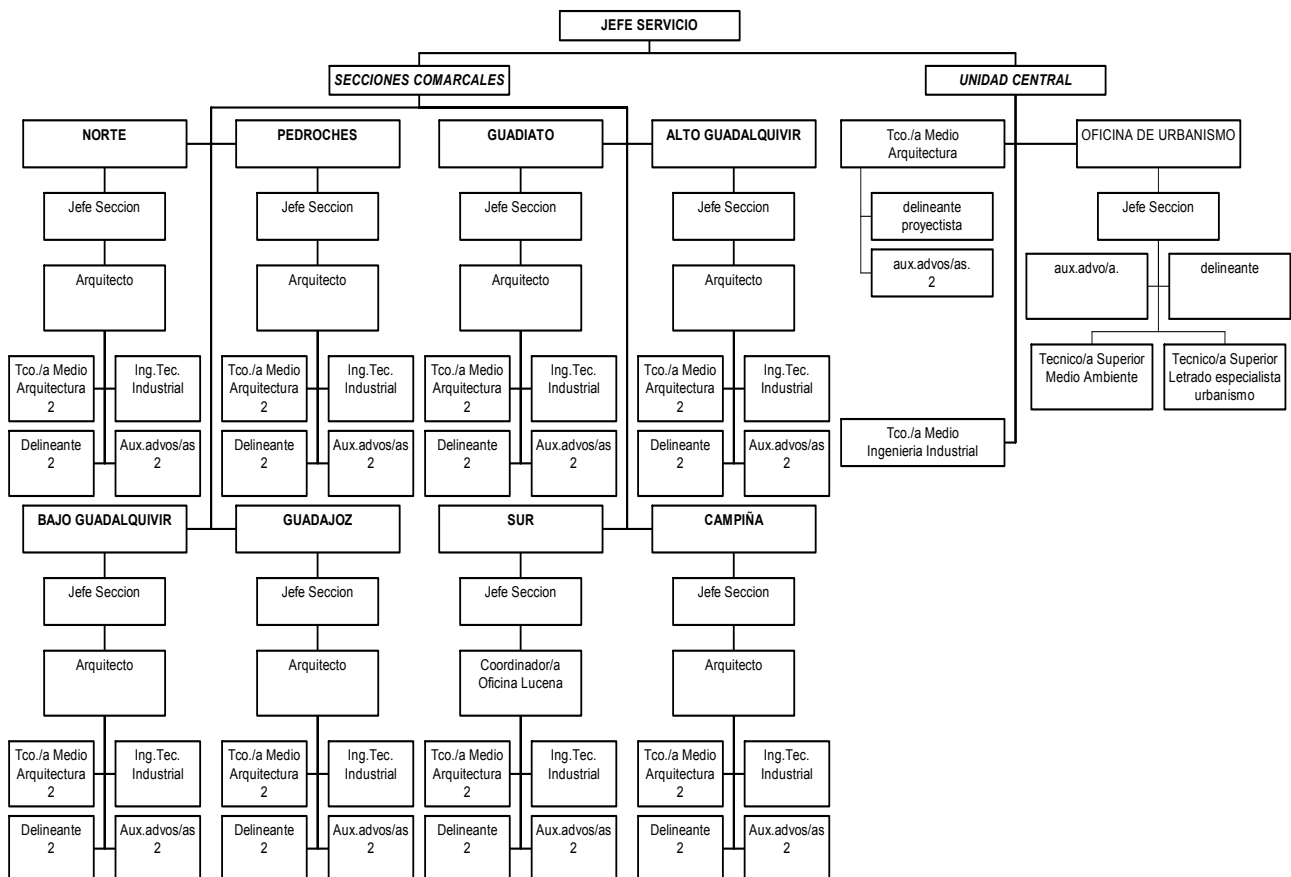 JEFE SERVICIO
SECCIONES COMARCALES
UNIDAD CENTRAL
NORTE
Jefe Seccion
Arquitecto
Tco./a Medio
Arquitectura
2
Ing.Tec.
Industrial
Delineante
2
Aux.advos/as
2
PEDROCHES
Jefe Seccion
Arquitecto
Tco./a Medio
Arquitectura
2
Ing.Tec.
Industrial
Delineante
2
Aux.advos/as
2
GUADIATO
Jefe Seccion
Arquitecto
Tco./a Medio
Arquitectura
2
Ing.Tec.
Industrial
Delineante
2
Aux.advos/as
2
ALTO GUADALQUIVIR
Jefe Seccion
Arquitecto
Tco./a Medio
Arquitectura
2
Ing.Tec.
Industrial
Delineante
2
Aux.advos/as
2
BAJO GUADALQUIVIR
Jefe Seccion
Arquitecto
Tco./a Medio
Arquitectura
2
Ing.Tec.
Industrial
Delineante
2
Aux.advos/as
2
GUADAJOZ
Jefe Seccion
Arquitecto
Tco./a Medio
Arquitectura
2
Ing.Tec.
Industrial
Delineante
2
Aux.advos/as
2
SUR
Jefe Seccion
Coordinador/a
Oficina Lucena
Tco./a Medio
Arquitectura
2
Ing.Tec.
Industrial
Delineante
2
Aux.advos/as
2
CAMPIÑA
Jefe Seccion
Arquitecto
Tco./a Medio
Arquitectura
2
Ing.Tec.
Industrial
Delineante
2
Aux.advos/as
2
Tco./a Medio
Arquitectura
delineante
proyectista
aux.advos/as.
2
OFICINA DE URBANISMO
Jefe Seccion
aux.advo/a.
delineante
Tecnico/a Superior
Medio Ambiente
Tecnico/a Superior
Letrado especialista
urbanismo
Tco./a Medio
Ingenieria Industrial